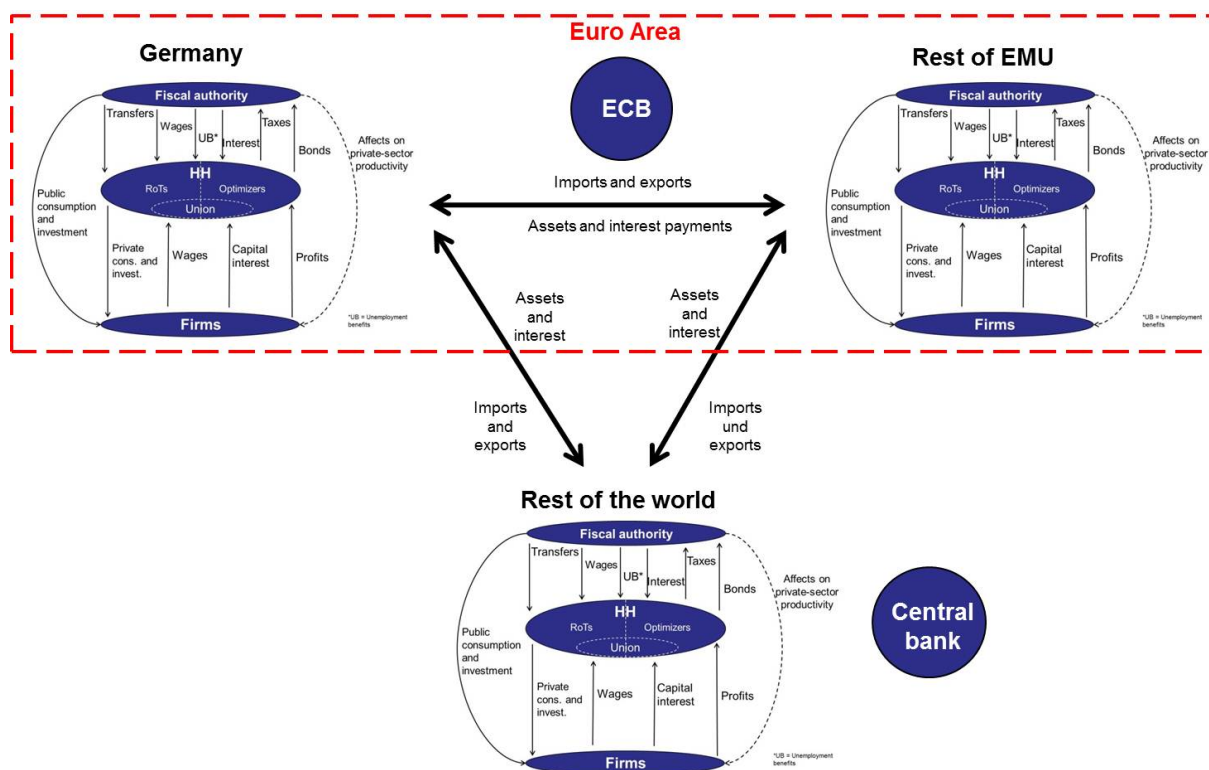 Euro Area
Germany
Fiscal authority
Transfers
Wages
UB*
Interest
Taxes
Bonds
Affects on
private-sector
productivity
HH
RoTs
Optimizers
Union
Public
consumption
and
investment
Private
cons. and
invest.
Wages
Capital
interest
Profits
Firms
*UB = Unemployment
benefits
ECB
Imports and exports
Assets and interest payments
Rest of EMU
Fiscal authority
Transfers
Wages
UB*
Interest
Taxes
Bonds
Affects on
private-sector
productivity
HH
RoTs
Optimizers
Union
Public
consumption
and
investment
Private
cons. and
invest.
Wages
Capital
interest
Profits
Firms
*UB = Unemployment
benefits
Assets
and
interest
Assets
and
interest
Imports
and
exports
Imports
und
exports
Rest of the world
Fiscal authority
Transfers
Wages
UB*
Interest
Taxes
Bonds
Affects on
private-sector
productivity
HH
RoTs
Optimizers
Union
Public
consumption
and
investment
Private
cons. and
invest.
Wages
Capital
interest
Profits
Firms
*UB = Unemployment
benefits
Central
bank